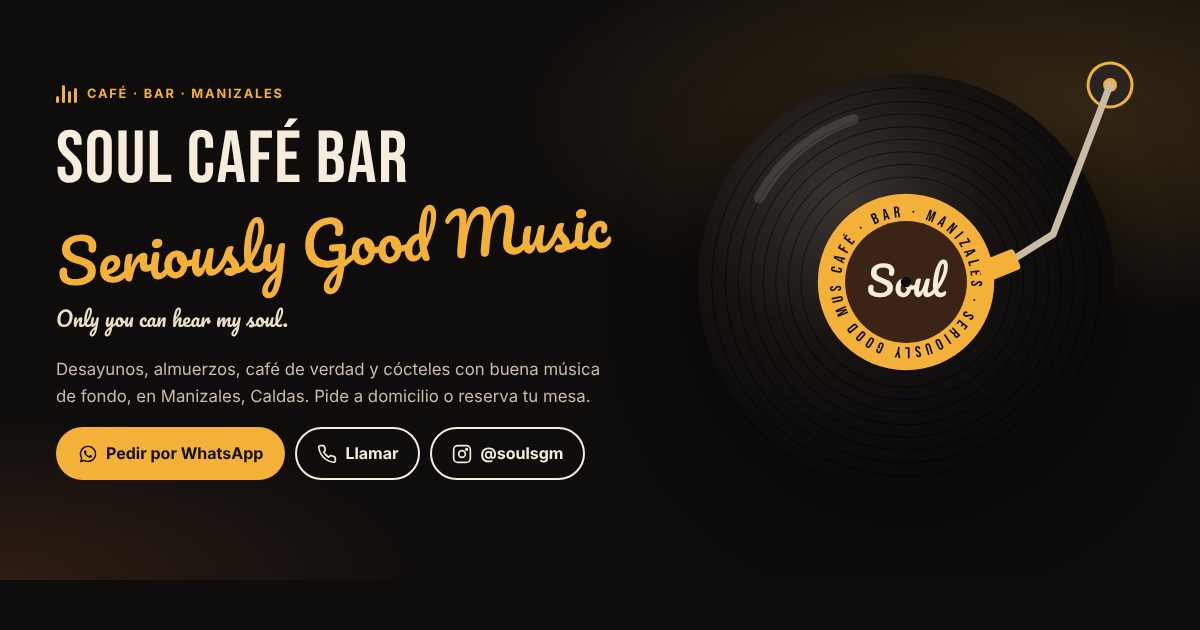 CAFÉ · BAR · MANIZALES
SOUL CAFÉ BAR
Seriously Good Music
Only you can hear my soul.
Desayunos, almuerzos, café de verdad y cócteles con buena música
de fondo, en Manizales, Caldas. Pide a domicilio o reserva tu mesa.
Pedir por WhatsApp
Llamar
@soulsgm
CAFÉ · BAR · MANIZALES · SERIOUSLY GOOD MUS
Soul